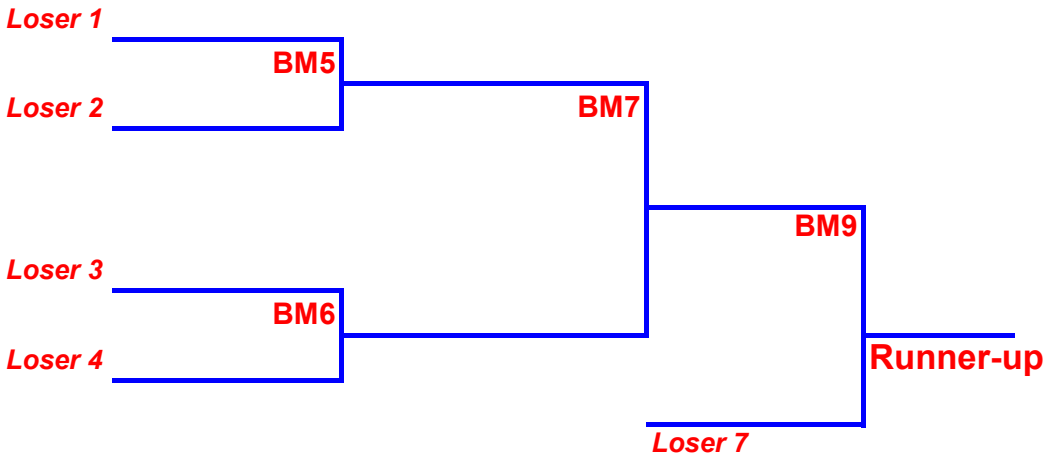 Loser 1
BM5
Loser 2
BM7
BM9
Loser 3
BM6
Loser 4
Runner-up
Loser 7